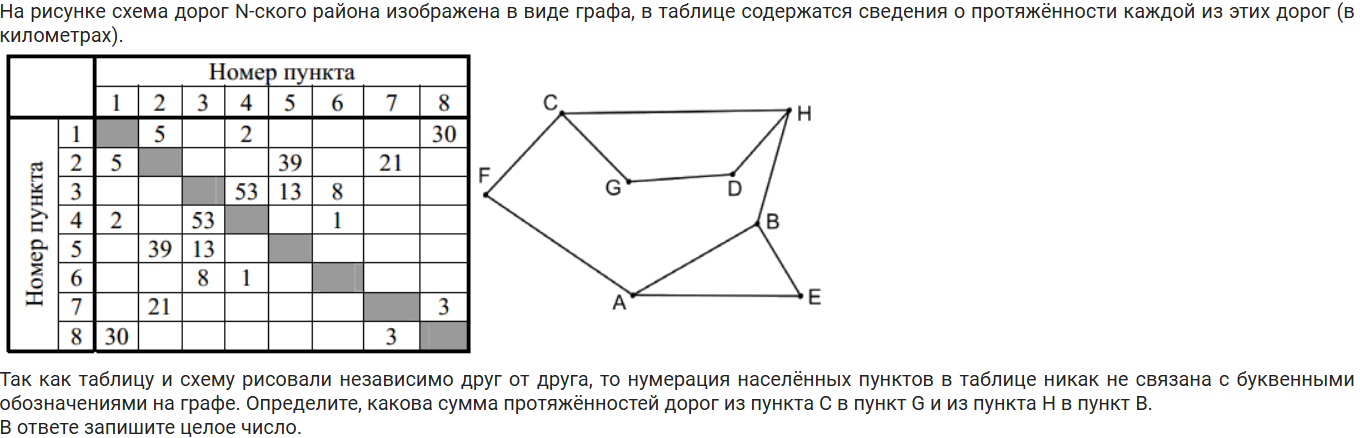 На рисунке схема дорог N-ского района изображена в виде графа, в таблице содержатся сведения о протяжённости каждой из этих дорог (в
километрах).
Номер пункта
1 2 3 4 5 6 7 8
Номер пункта
1 5 2 30
2 5 39 21
3 53 13 8
4 2 53 1
5 39 13
6 8 1
7 21 3
8 30 3
C
H
F
G
D
B
A
E
Так как таблицу и схему рисовали независимо друг от друга, то нумерация населённых пунктов в таблице никак не связана с буквенными
обозначениями на графе. Определите, какова сумма протяжённостей дорог из пункта C в пункт G и из пункта H в пункт B.
В ответе запишите целое число.